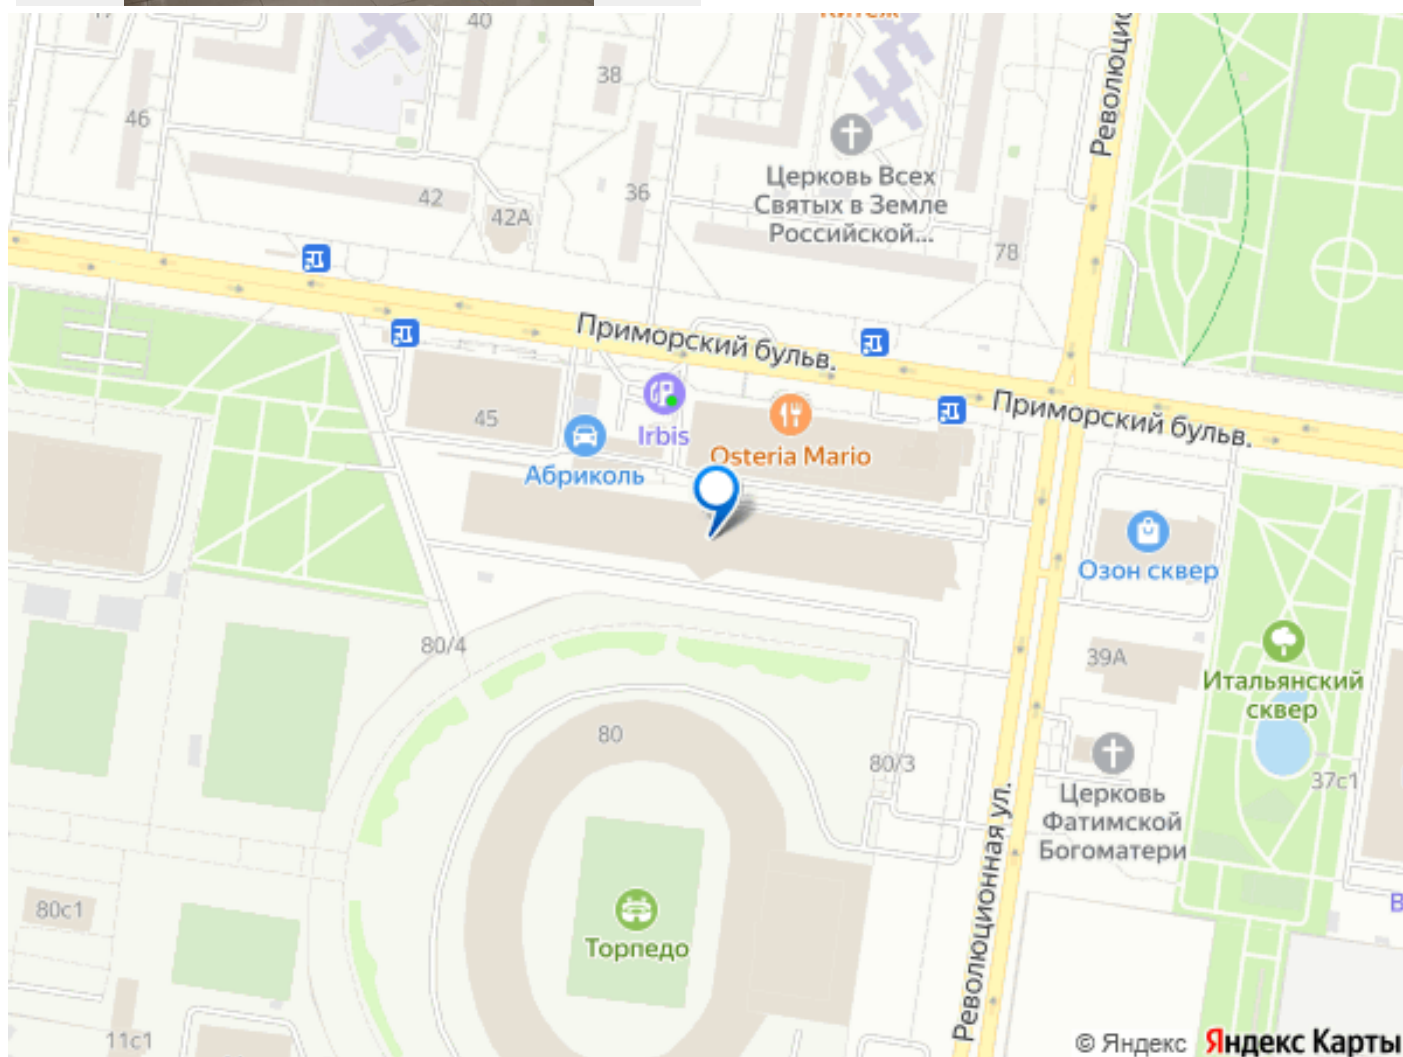 40
Китеж
38
46
Революцио
Церковь Всех
Святых в Земле
Российской...
42
42А
36
78
Приморский бульв.
Приморский бульв.
45
Irbis
Osteria Mario
Абриколь
Озон сквер
80/4
39А
Итальянский
сквер
80
80/3
37с1
Церковь
Фатимской
Богоматери
Революционная ул.
80с1
Торпедо
В
11с1
© Яндекс
Яндекс Карты